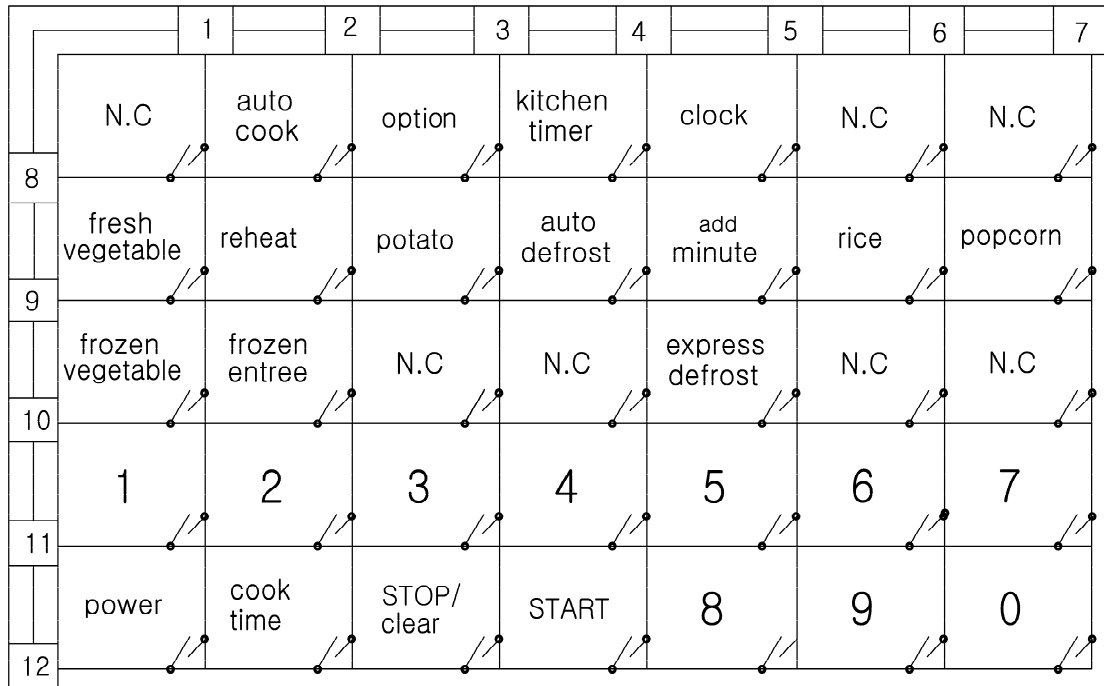 1 2 3 4 5 6 7
N.C auto cook option kitchen timer clock N.C N.C
8
fresh vegetable reheat potato auto defrost add minute rice popcorn
9
frozen vegetable frozen entree N.C N.C express defrost N.C N.C
10
1 2 3 4 5 6 7
11
power cook time STOP/ clear START 8 9 0
12